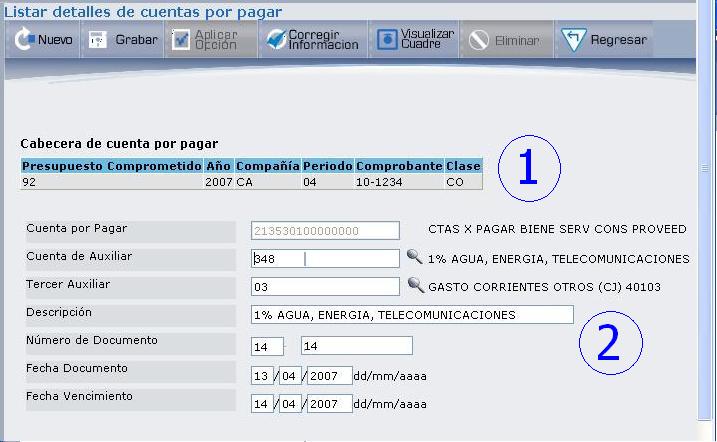 Listar detalles de cuentas por pagar
Nuevo Grabar Aplicar Opción Corregir Informacion Visualizar Cuadre Eliminar Regresar
Cabecera de cuenta por pagar
Presupuesto Comprometido Año Compañía Periodo Comprobante Clase
92 2007 CA 04 10-1234 CO
1
Cuenta por Pagar 213530100000000 CTAS X PAGAR BIENE SERV CONS PROVEED
Cuenta de Auxiliar 348 1% AGUA, ENERGIA, TELECOMUNICACIONES
Tercer Auxiliar 03 GASTO CORRIENTES OTROS (CJ) 40103
Descripción 1% AGUA, ENERGIA, TELECOMUNICACIONES
2
Número de Documento 14 - 14
Fecha Documento 13 / 04 / 2007 dd/mm/aaaa
Fecha Vencimiento 14 / 04 / 2007 dd/mm/aaaa